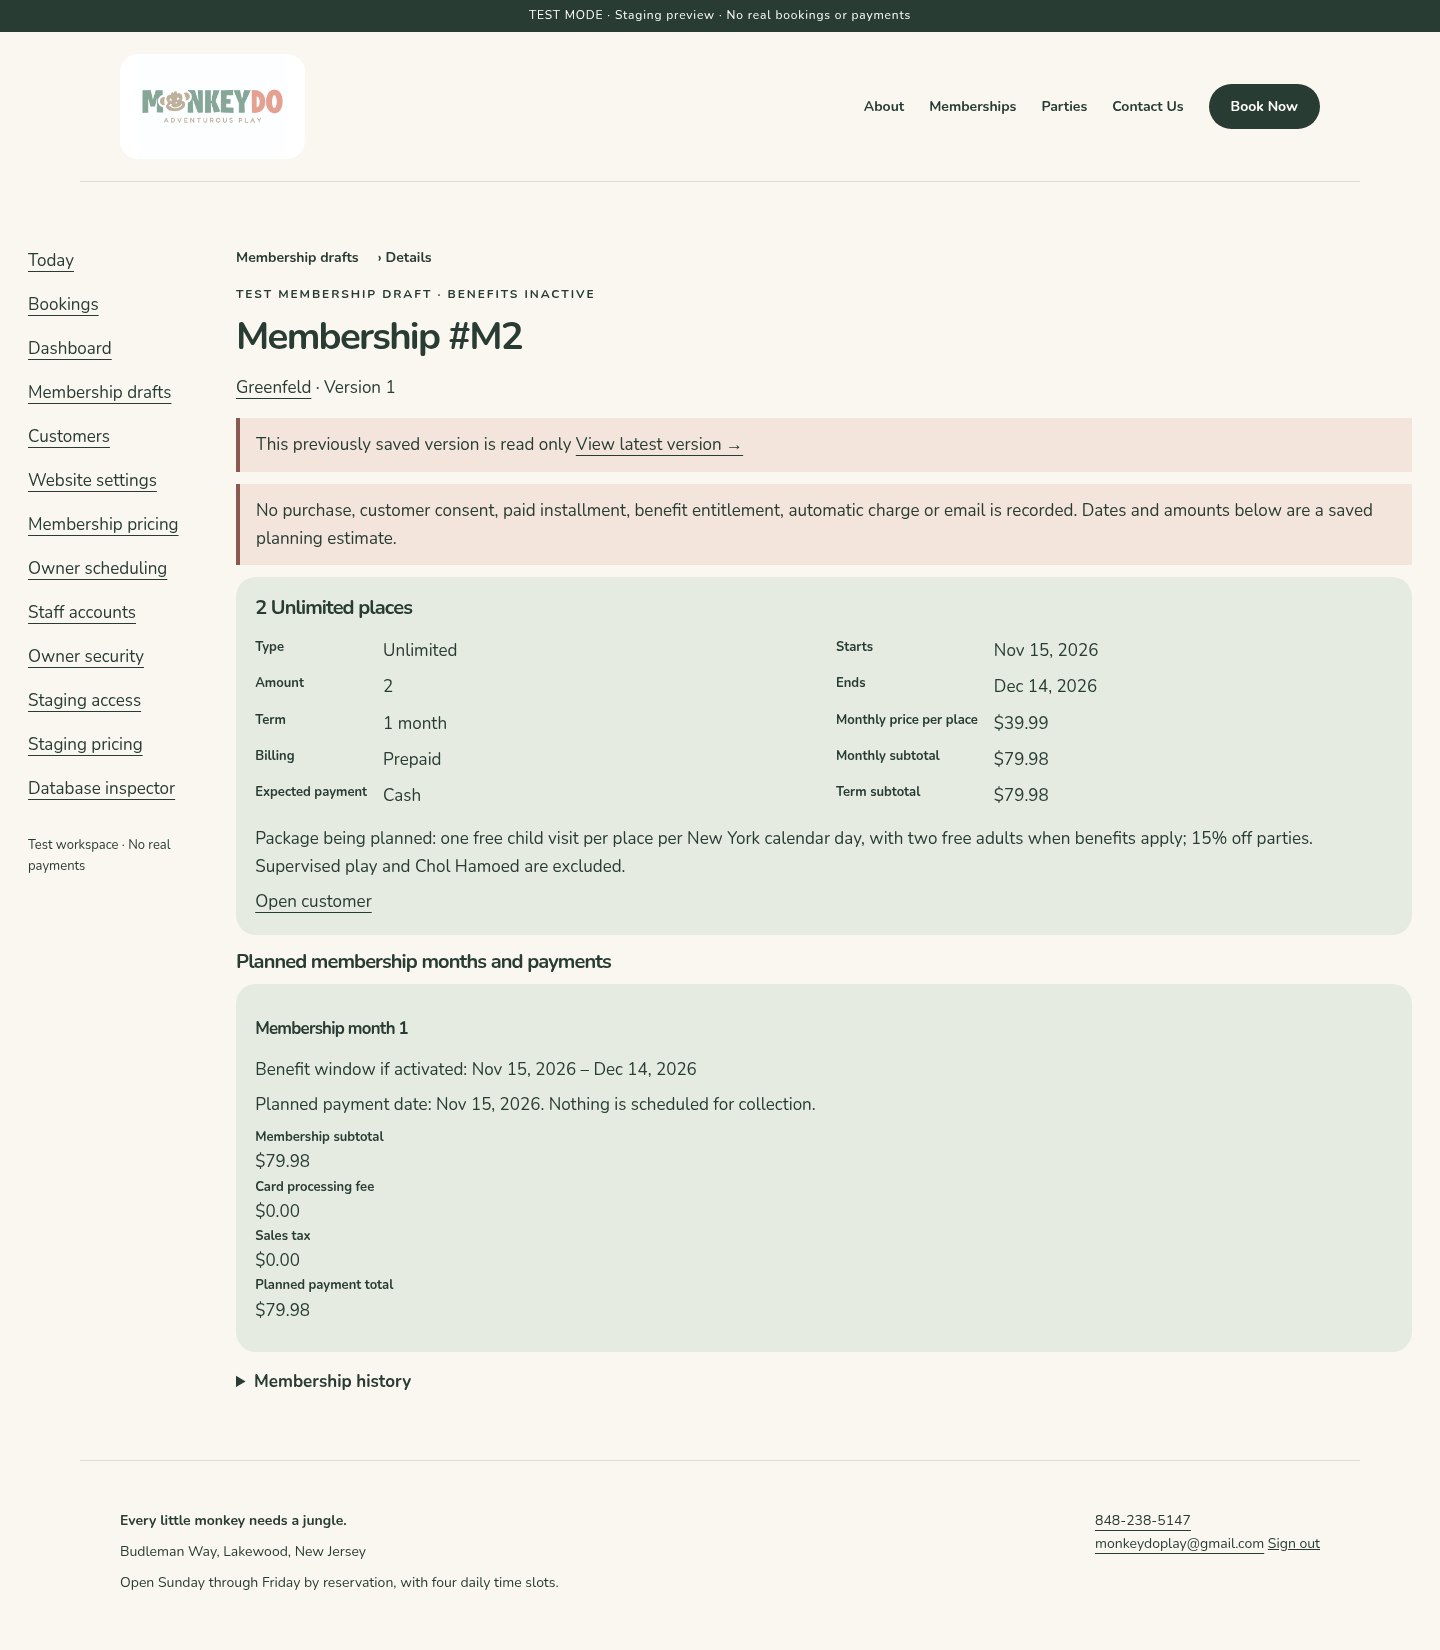 TEST MODE · Staging preview · No real bookings or payments
MONKEYDO
ADVENTUROUS PLAY
About
Memberships
Parties
Contact Us
Book Now
Today
Bookings
Dashboard
Membership drafts
Customers
Website settings
Membership pricing
Owner scheduling
Staff accounts
Owner security
Staging access
Staging pricing
Database inspector
Test workspace · No real
payments
Membership drafts › Details
TEST MEMBERSHIP DRAFT · BENEFITS INACTIVE
Membership #M2
Greenfeld · Version 1
This previously saved version is read only View latest version →
No purchase, customer consent, paid installment, benefit entitlement, automatic charge or email is recorded. Dates and amounts below are a saved
planning estimate.
2 Unlimited places
Type Unlimited
Amount 2
Term 1 month
Billing Prepaid
Expected payment Cash
Starts Nov 15, 2026
Ends Dec 14, 2026
Monthly price per place $39.99
Monthly subtotal $79.98
Term subtotal $79.98
Package being planned: one free child visit per place per New York calendar day, with two free adults when benefits apply; 15% off parties.
Supervised play and Chol Hamoed are excluded.
Open customer
Planned membership months and payments
Membership month 1
Benefit window if activated: Nov 15, 2026 – Dec 14, 2026
Planned payment date: Nov 15, 2026. Nothing is scheduled for collection.
Membership subtotal
$79.98
Card processing fee
$0.00
Sales tax
$0.00
Planned payment total
$79.98
▶ Membership history
Every little monkey needs a jungle.
Budleman Way, Lakewood, New Jersey
Open Sunday through Friday by reservation, with four daily time slots.
848-238-5147
monkeydoplay@gmail.com Sign out